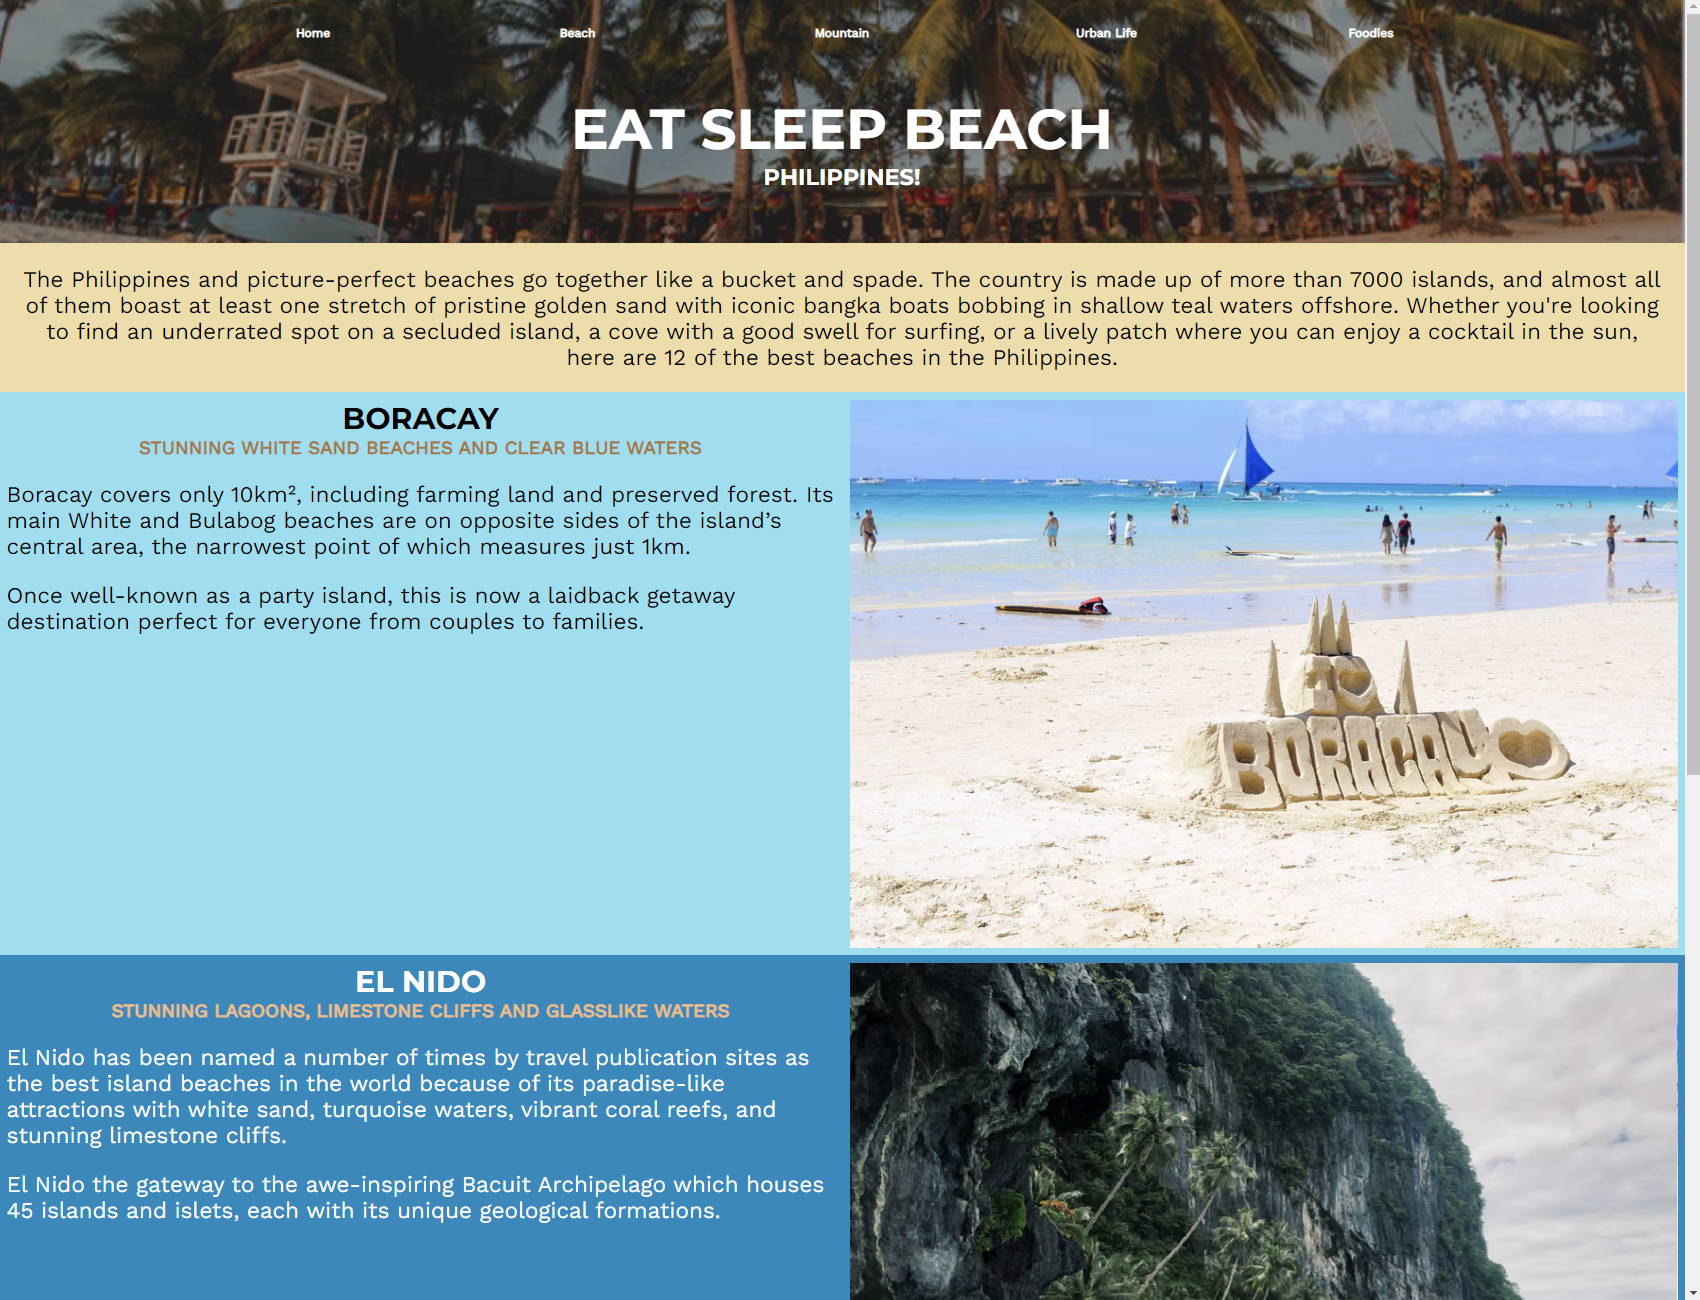 Home
Beach
Mountain
Urban Life
Foodies
EAT SLEEP BEACH
PHILIPPINES!
The Philippines and picture-perfect beaches go together like a bucket and spade. The country is made up of more than 7000 islands, and almost all
of them boast at least one stretch of pristine golden sand with iconic bangka boats bobbing in shallow teal waters offshore. Whether you're looking
to find an underrated spot on a secluded island, a cove with a good swell for surfing, or a lively patch where you can enjoy a cocktail in the sun,
here are 12 of the best beaches in the Philippines.
BORACAY
STUNNING WHITE SAND BEACHES AND CLEAR BLUE WATERS
Boracay covers only 10km², including farming land and preserved forest. Its
main White and Bulabog beaches are on opposite sides of the island’s
central area, the narrowest point of which measures just 1km.
Once well-known as a party island, this is now a laidback getaway
destination perfect for everyone from couples to families.
I
BORACAY
EL NIDO
STUNNING LAGOONS, LIMESTONE CLIFFS AND GLASSLIKE WATERS
El Nido has been named a number of times by travel publication sites as
the best island beaches in the world because of its paradise-like
attractions with white sand, turquoise waters, vibrant coral reefs, and
stunning limestone cliffs.
El Nido the gateway to the awe-inspiring Bacuit Archipelago which houses
45 islands and islets, each with its unique geological formations.